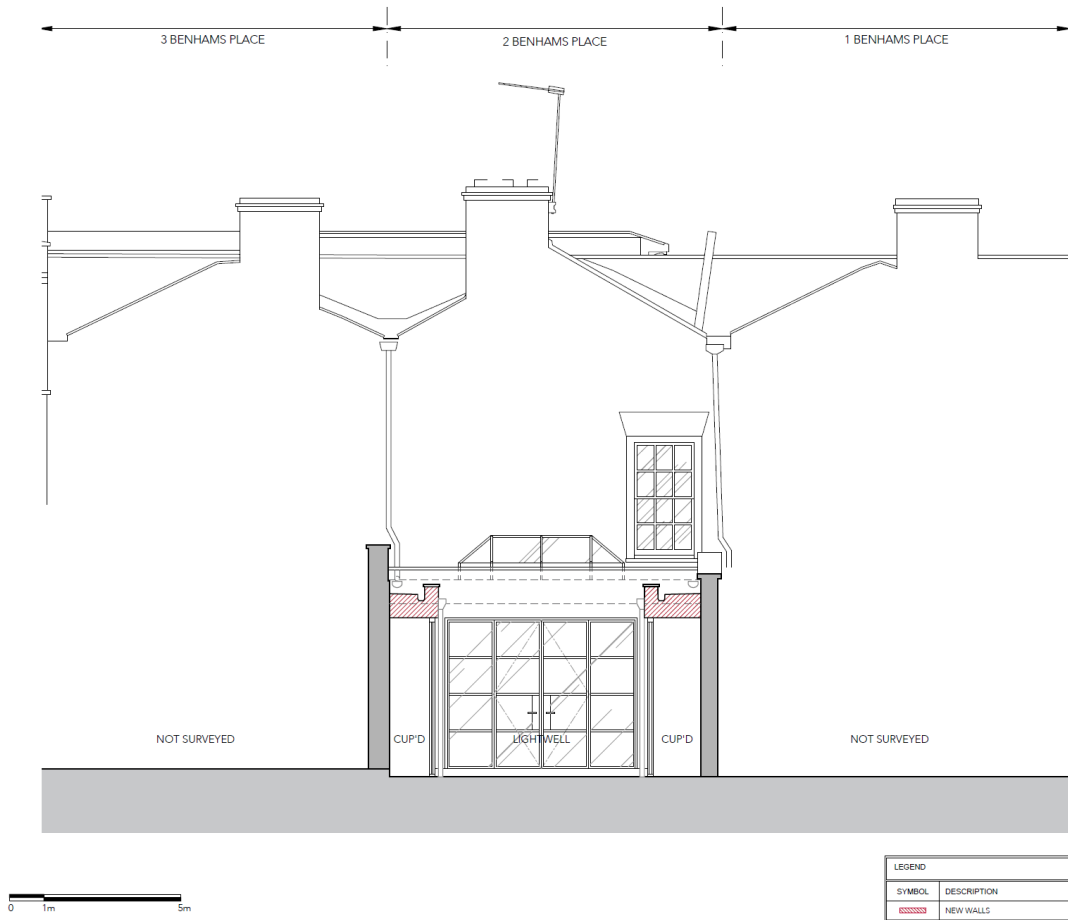 3 BENHAMS PLACE
2 BENHAMS PLACE
1 BENHAMS PLACE
NOT SURVEYED
CUP'D
LIGHTWELL
CUP'D
NOT SURVEYED
0 1m 5m
LEGEND
SYMBOL DESCRIPTION
NEW WALLS